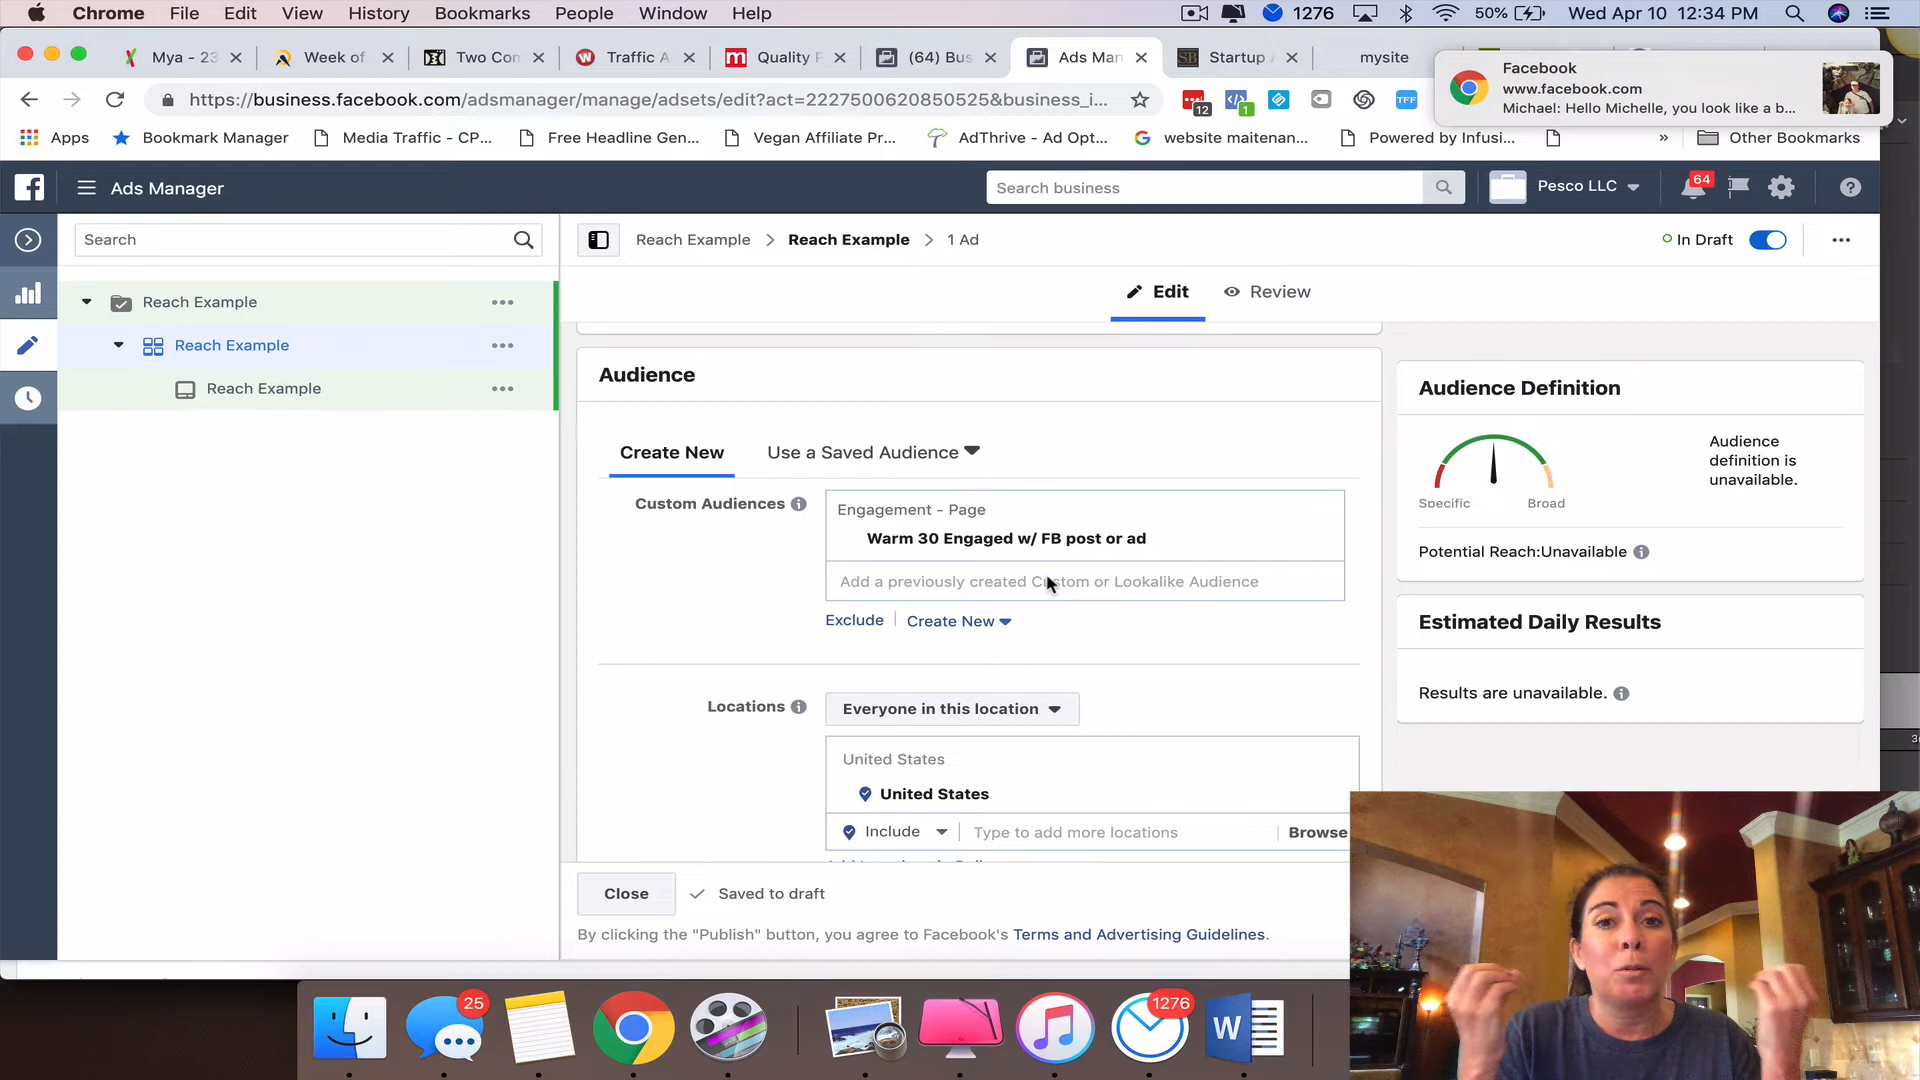 Chrome File Edit View History Bookmarks People Window Help
1276 50% Wed Apr 10 12:34 PM
Mya - 23 Week of Two Con Traffic A Quality P (64) Bus Ads Man Startup mysite
https://business.facebook.com/adsmanager/manage/adsets/edit?act=2227500620850525&business_i...
12 1 TFF
Facebook
www.facebook.com
Michael: Hello Michelle, you look like a b...
Apps Bookmark Manager Media Traffic - CP... Free Headline Gen... Vegan Affiliate Pr... AdThrive - Ad Opt... website maitenan... Powered by Infusi... » Other Bookmarks
Ads Manager
Search business
Pesco LLC
64
Search
Reach Example > Reach Example > 1 Ad
In Draft
Edit Review
Reach Example
Reach Example
Reach Example
Audience
Create New Use a Saved Audience
Custom Audiences
Engagement - Page
Warm 30 Engaged w/ FB post or ad
Add a previously created Custom or Lookalike Audience
Exclude Create New
Locations Everyone in this location
United States
United States
Include Type to add more locations Browse
Audience Definition
Audience
definition is
unavailable.
Specific Broad
Potential Reach:Unavailable
Estimated Daily Results
Results are unavailable.
Close Saved to draft
By clicking the "Publish" button, you agree to Facebook's Terms and Advertising Guidelines.
25 1276
W